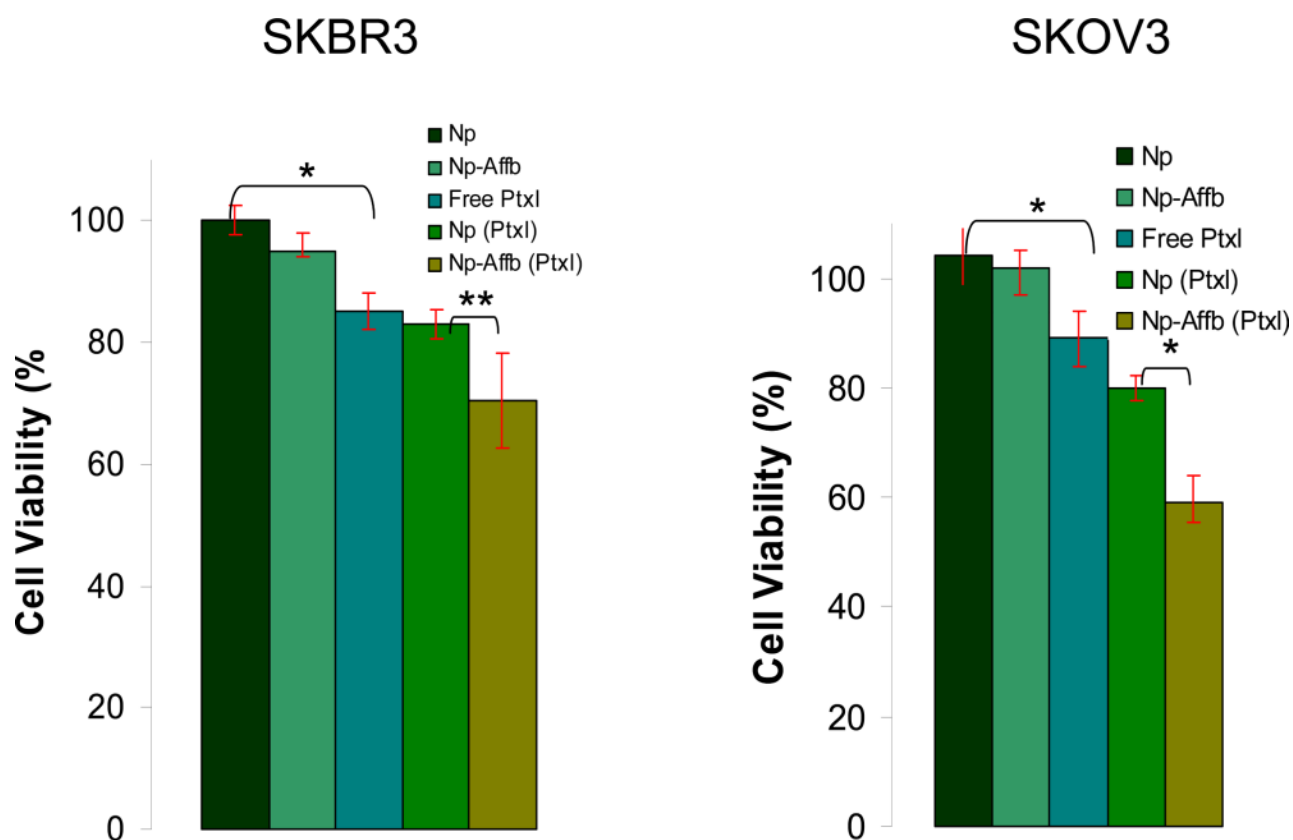 SKBR3
Np
Np-Affb
Free Ptxl
Np (Ptxl)
Np-Affb (Ptxl)
*
**
Cell Viability (%
100
80
60
40
20
0
SKOV3
Np
Np-Affb
Free Ptxl
Np (Ptxl)
Np-Affb (Ptxl)
*
*
Cell Viability (%)
100
80
60
40
20
0